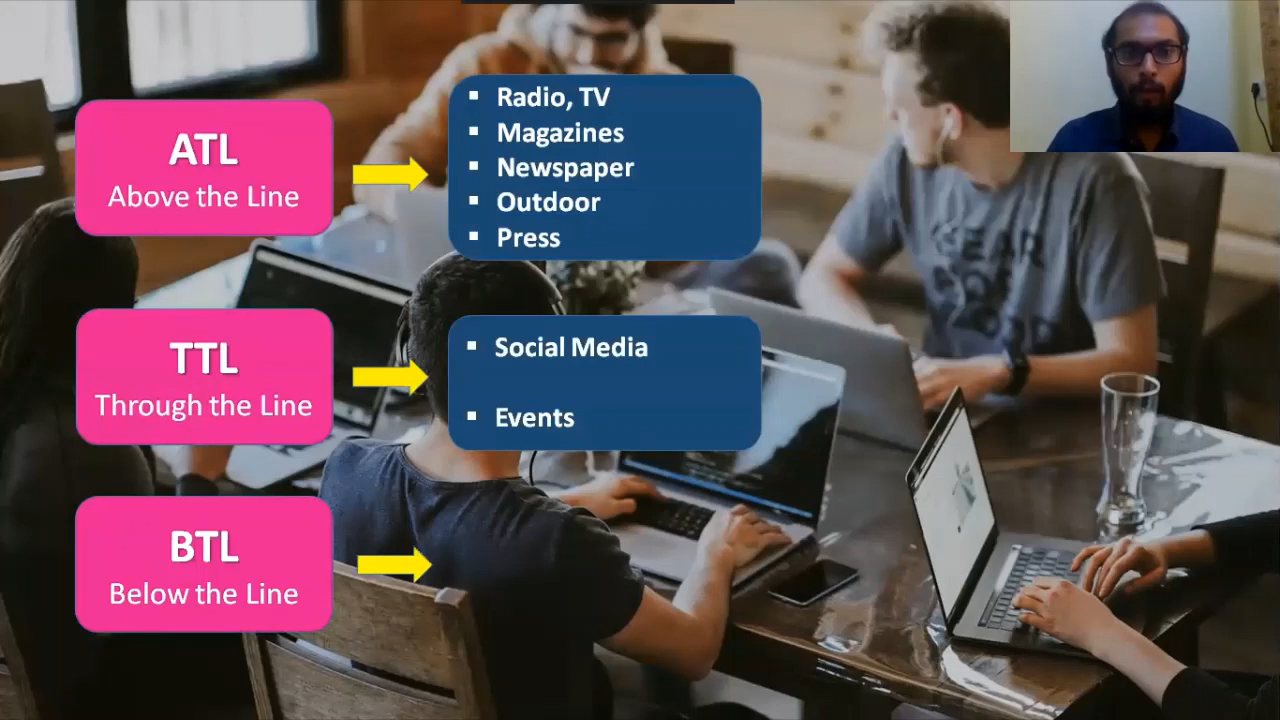 ATL
Above the Line
▪ Radio, TV
▪ Magazines
▪ Newspaper
▪ Outdoor
▪ Press
TTL
Through the Line
▪ Social Media
▪ Events
BTL
Below the Line